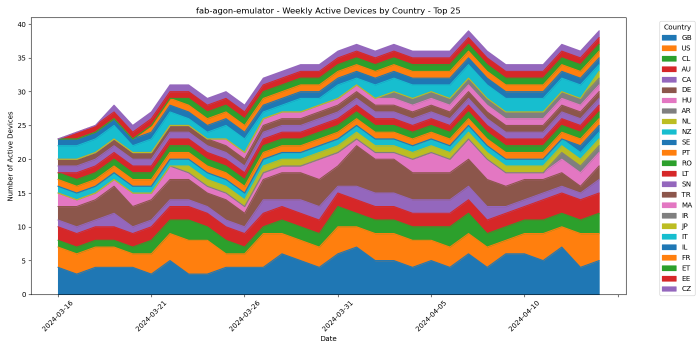 fab-agon-emulator - Weekly Active Devices by Country - Top 25
Number of Active Devices
40
35
30
25
20
15
10
5
0
2024-03-16
2024-03-21
2024-03-26
2024-03-31
2024-04-05
2024-04-10
Date
Country
GB
US
CL
AU
CA
DE
HU
AR
NL
NZ
SE
PT
RO
LT
SN
TR
MA
IR
JP
IT
IL
FR
ET
EE
CZ